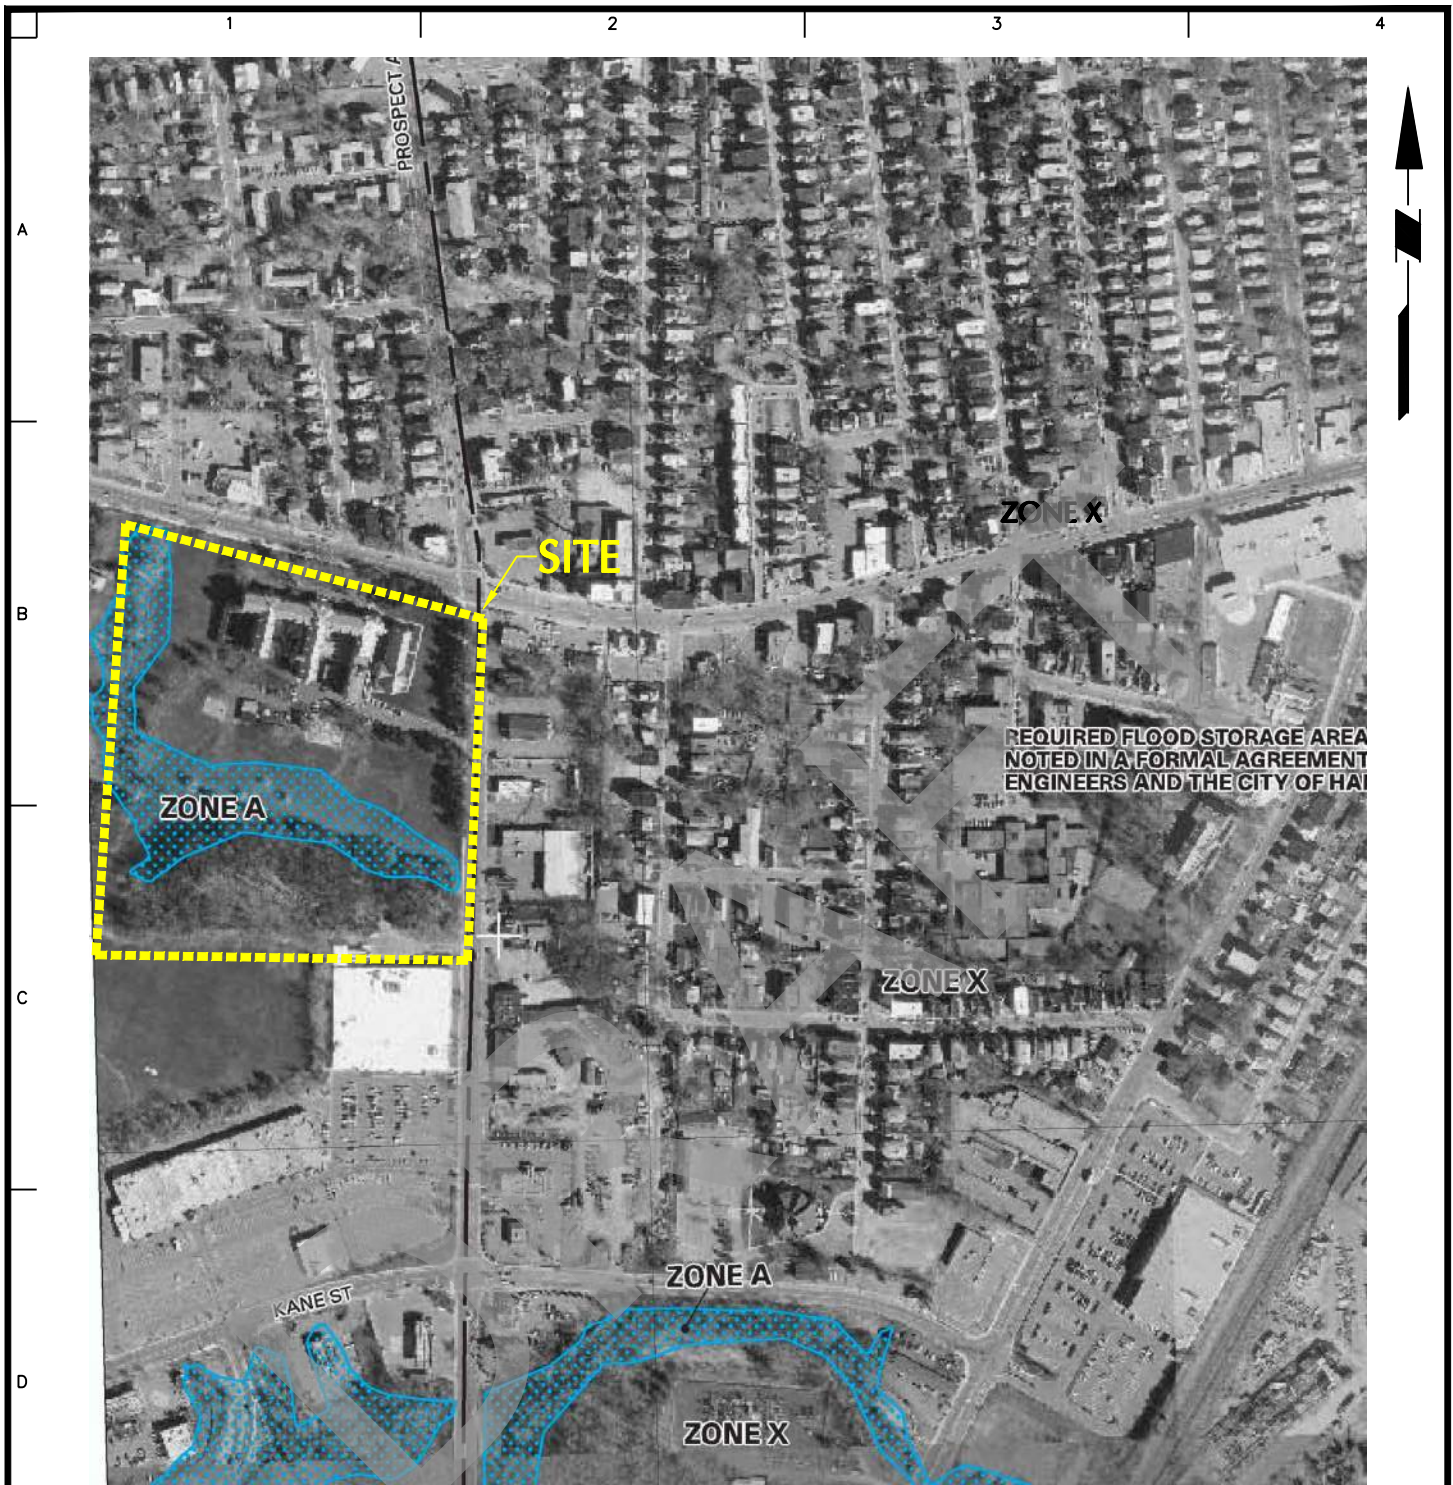 1
2
3
4
A
B
C
D
PROSPECT A
SITE
ZONE X
REQUIRED FLOOD STORAGE AREA
NOTED IN A FORMAL AGREEMENT
ENGINEERS AND THE CITY OF HAR
ZONE A
ZONE X
ZONE A
KANE ST
ZONE X